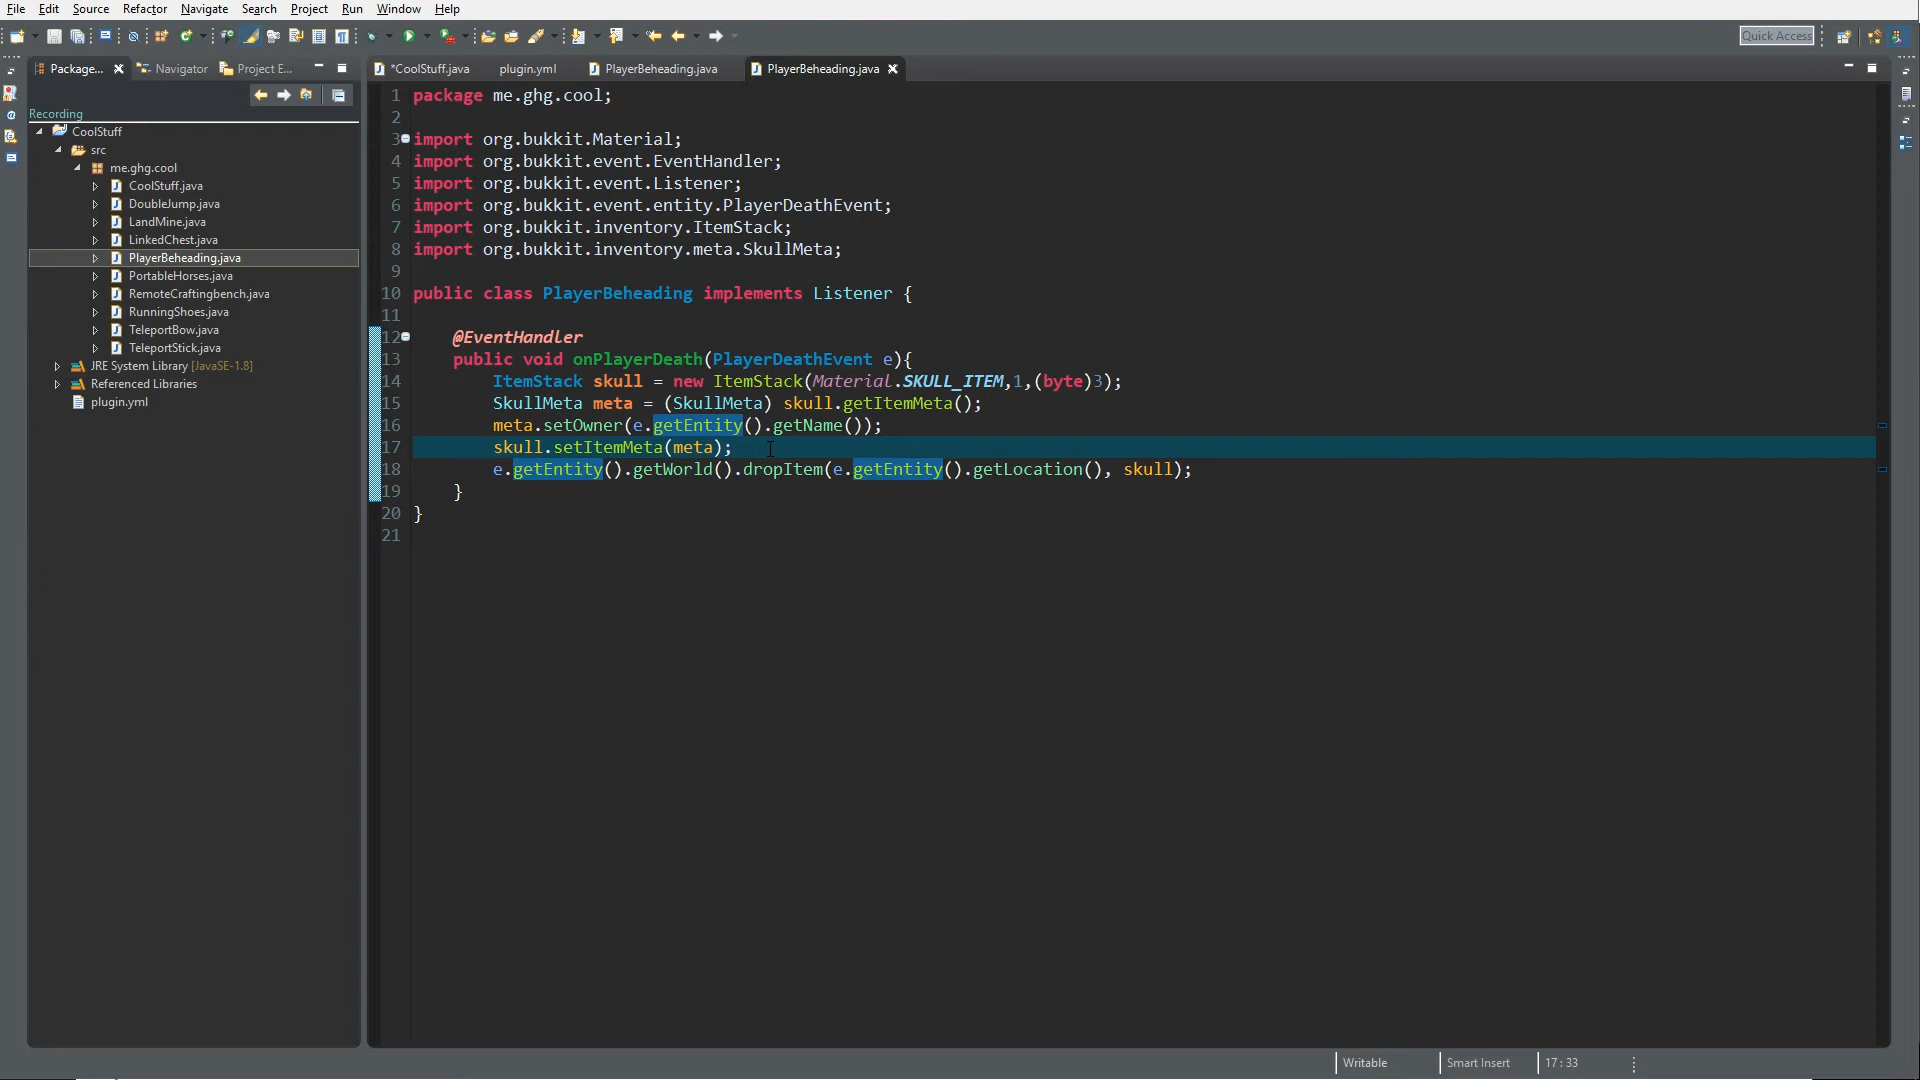 File Edit Source Refactor Navigate Search Project Run Window Help
Quick Access
Package... Navigator Project E...
*CoolStuff.java plugin.yml PlayerBeheading.java PlayerBeheading.java
Recording
CoolStuff
src
me.ghg.cool
CoolStuff.java
DoubleJump.java
LandMine.java
LinkedChest.java
PlayerBeheading.java
PortableHorses.java
RemoteCraftingbench.java
RunningShoes.java
TeleportBow.java
TeleportStick.java
JRE System Library [JavaSE-1.8]
Referenced Libraries
plugin.yml
1 package me.ghg.cool;
2
3 import org.bukkit.Material;
4 import org.bukkit.event.EventHandler;
5 import org.bukkit.event.Listener;
6 import org.bukkit.event.entity.PlayerDeathEvent;
7 import org.bukkit.inventory.ItemStack;
8 import org.bukkit.inventory.meta.SkullMeta;
9
10 public class PlayerBeheading implements Listener {
11
12 @EventHandler
13 public void onPlayerDeath(PlayerDeathEvent e){
14 ItemStack skull = new ItemStack(Material.SKULL_ITEM,1,(byte)3);
15 SkullMeta meta = (SkullMeta) skull.getItemMeta();
16 meta.setOwner(e.getEntity().getName());
17 skull.setItemMeta(meta);
18 e.getEntity().getWorld().dropItem(e.getEntity().getLocation(), skull);
19 }
20 }
21
Writable Smart Insert 17 : 33